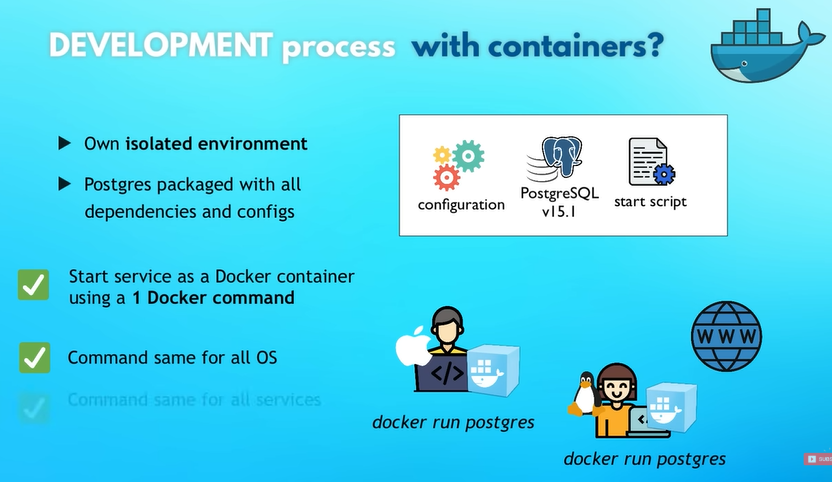 DEVELOPMENT process with containers?
Own isolated environment
Postgres packaged with all
dependencies and configs
configuration
PostgreSQL
v15.1
start script
Start service as a Docker container
using a 1 Docker command
Command same for all OS
Command same for all services
WWW
docker run postgres
docker run postgres